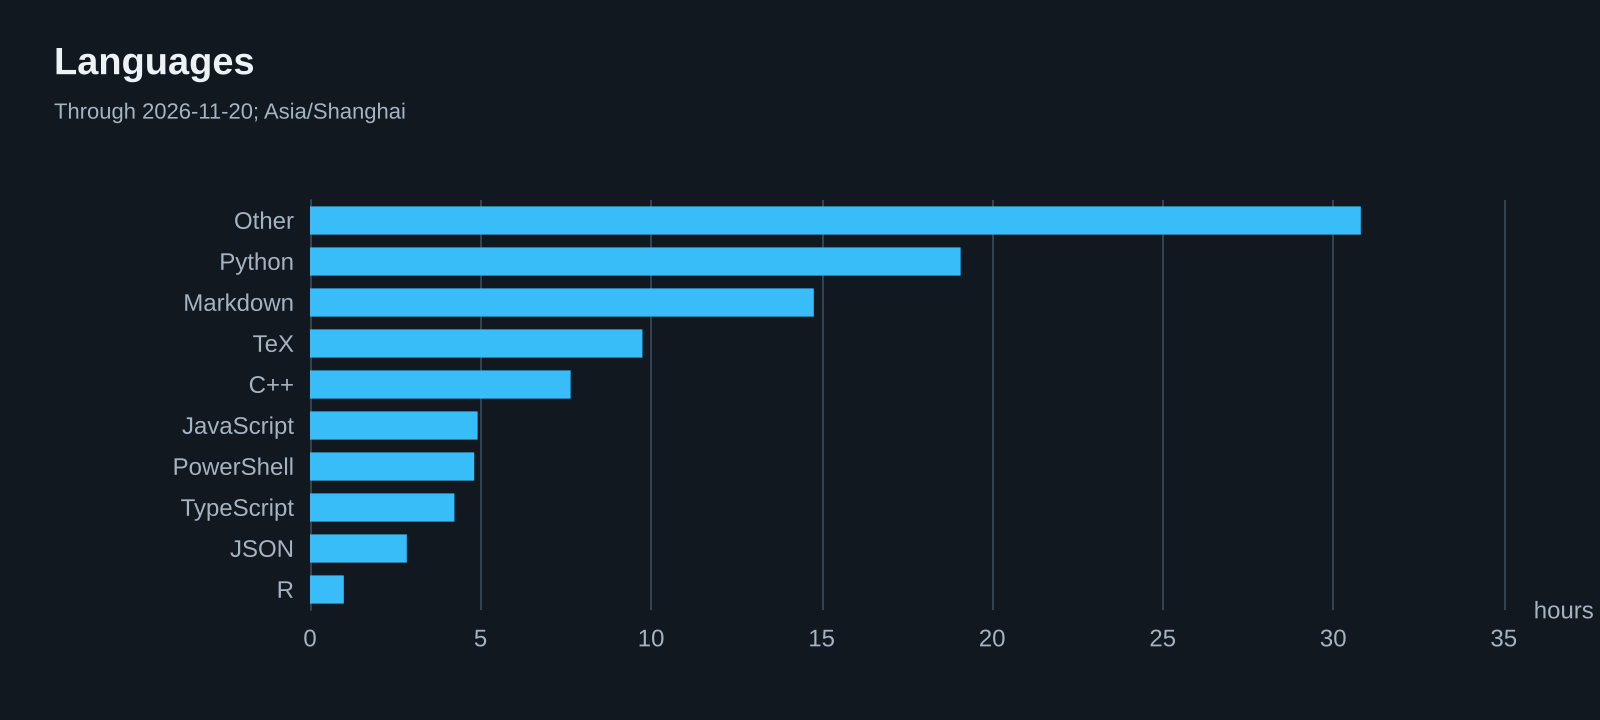 Languages
Through 2026-11-20; Asia/Shanghai
Other
Python
Markdown
TeX
C++
JavaScript
PowerShell
TypeScript
JSON
R
hours
0 5 10 15 20 25 30 35